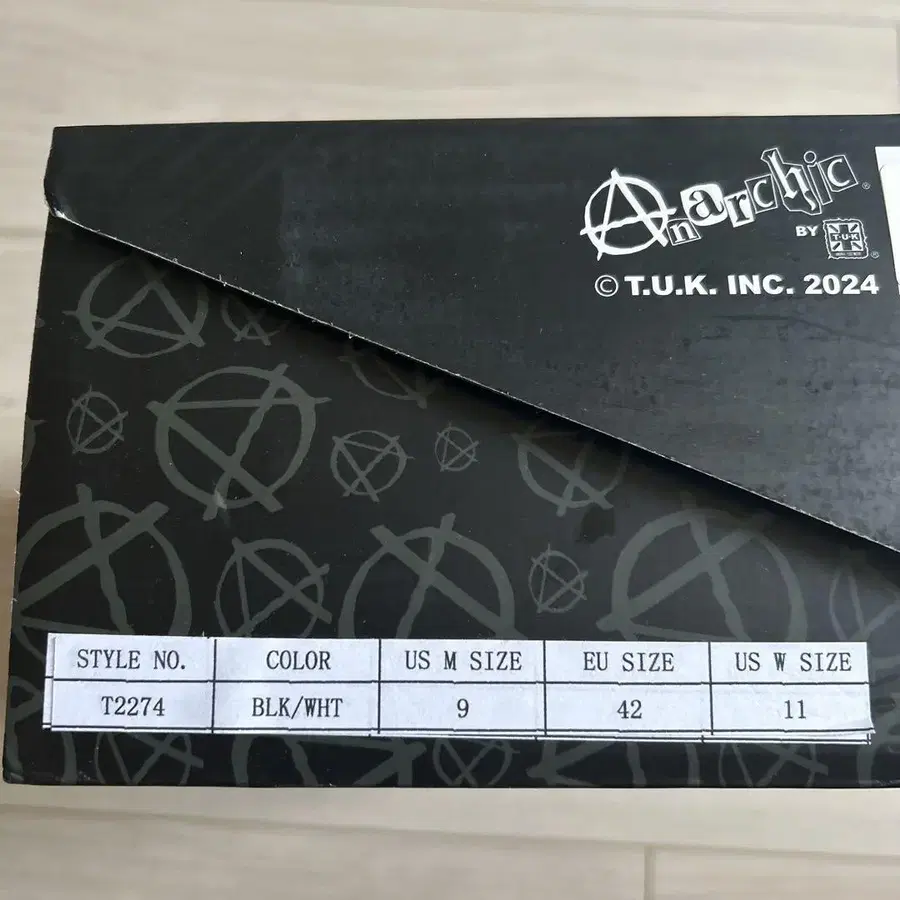 Anarchic ®
BY T·U·K ®
© T.U.K. INC. 2024
STYLE NO. COLOR US M SIZE EU SIZE US W SIZE
T2274 BLK/WHT 9 42 11